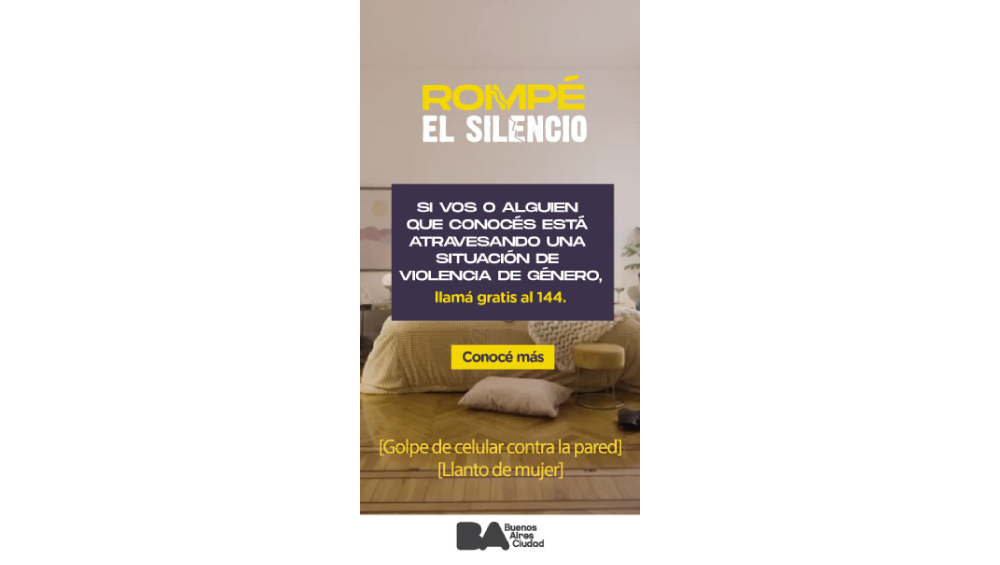 ROMPÉ
EL SILENCIO
SI VOS O ALGUIEN
QUE CONOCÉS ESTÁ
ATRAVESANDO UNA
SITUACIÓN DE
VIOLENCIA DE GÉNERO,
llamá gratis al 144.
Conocé más
[Golpe de celular contra la pared]
[Llanto de mujer]
BA Buenos
Aires
Ciudad